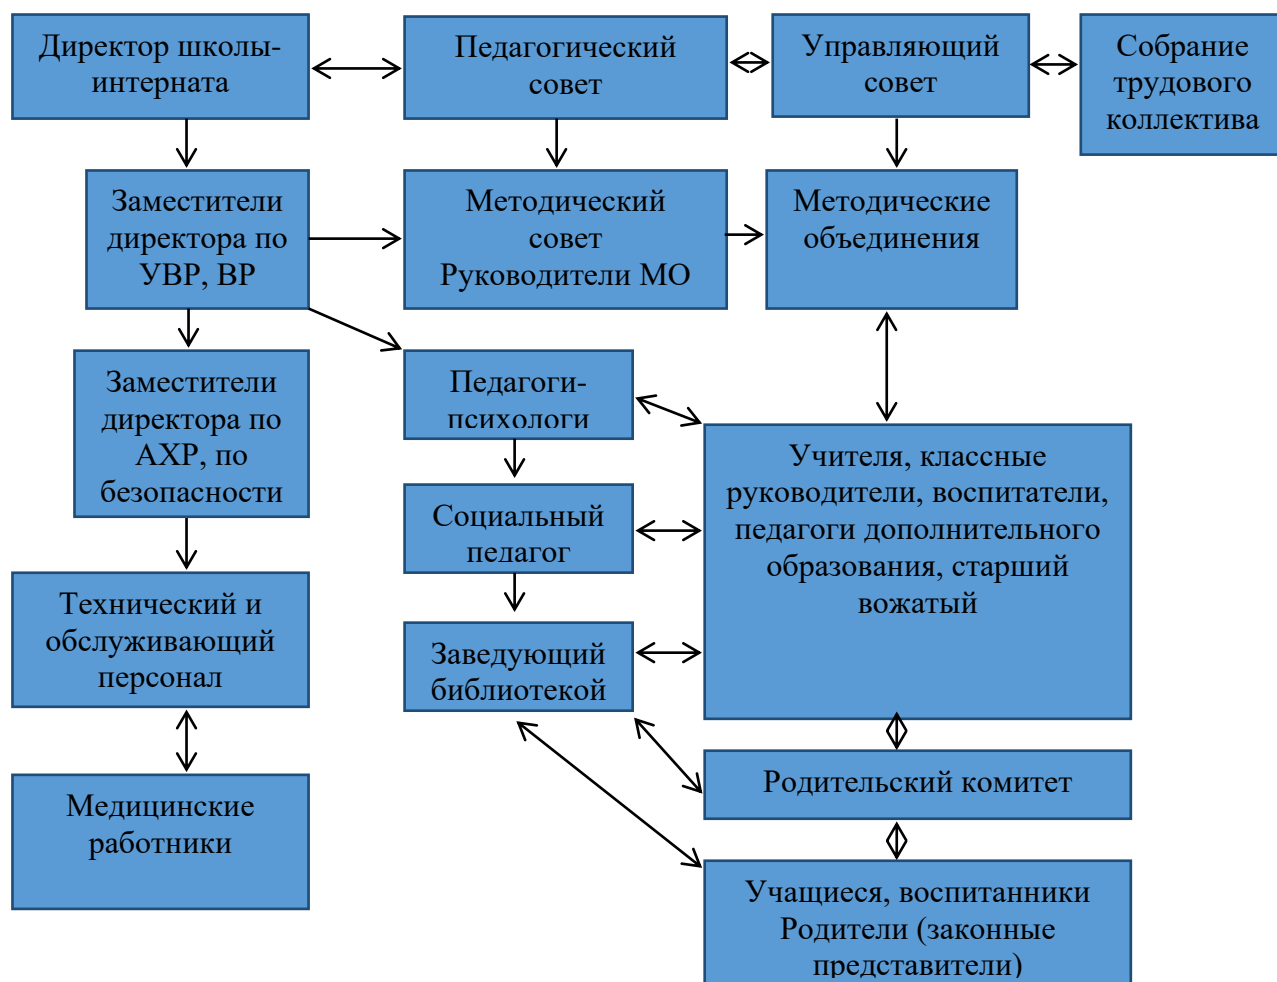 Директор школы-
интерната
Педагогический
совет
Управляющий
совет
Собрание
трудового
коллектива
Заместители
директора по
УВР, ВР
Методический
совет
Руководители МО
Методические
объединения
Заместители
директора по
АХР, по
безопасности
Педагоги-
психологи
Учителя, классные
руководители, воспитатели,
педагоги дополнительного
образования, старший
вожатый
Социальный
педагог
Технический и
обслуживающий
персонал
Заведующий
библиотекой
Родительский комитет
Медицинские
работники
Учащиеся, воспитанники
Родители (законные
представители)